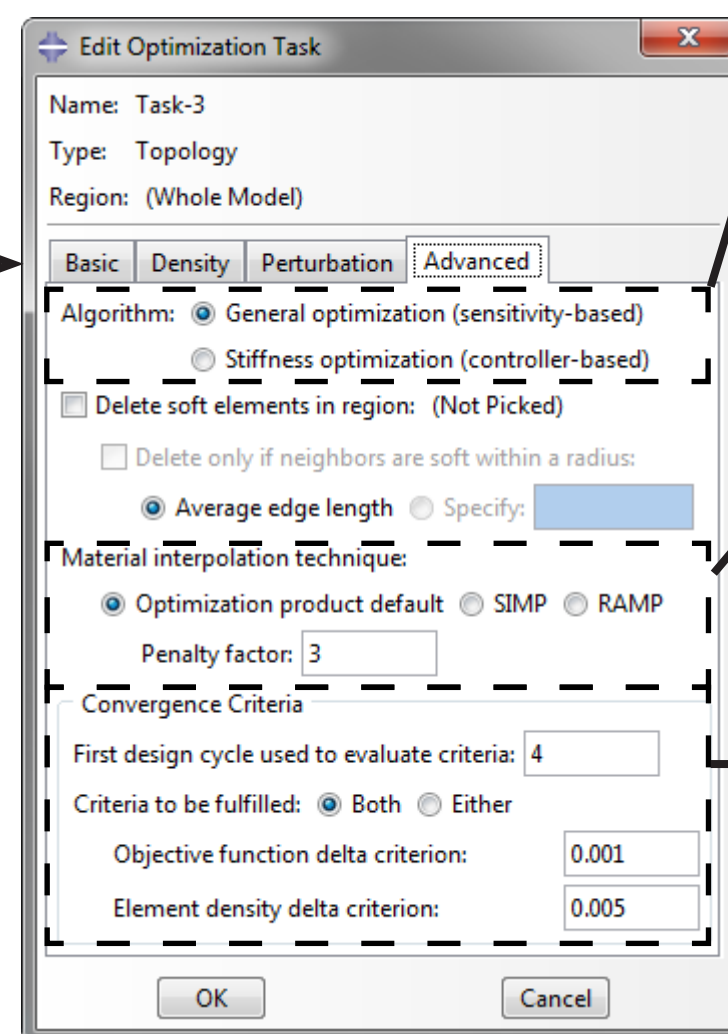 Edit Optimization Task
Name: Task-3
Type: Topology
Region: (Whole Model)
Basic Density Perturbation Advanced
Algorithm: General optimization (sensitivity-based)
Stiffness optimization (controller-based)
Delete soft elements in region: (Not Picked)
Delete only if neighbors are soft within a radius:
Average edge length Specify:
Material interpolation technique:
Optimization product default SIMP RAMP
Penalty factor: 3
Convergence Criteria
First design cycle used to evaluate criteria: 4
Criteria to be fulfilled: Both Either
Objective function delta criterion: 0.001
Element density delta criterion: 0.005
OK Cancel